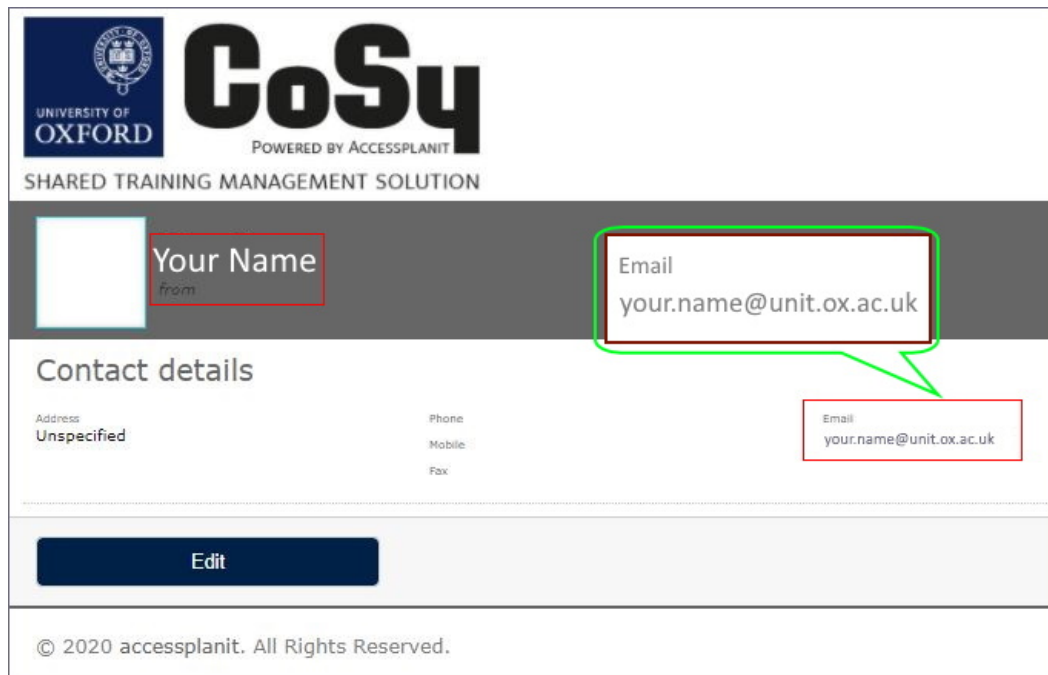 UNIVERSITY OF
OXFORD
CoSy
POWERED BY ACCESSPLANIT
SHARED TRAINING MANAGEMENT SOLUTION
Your Name
from
Email
your.name@unit.ox.ac.uk
Contact details
Address
Unspecified
Phone
Mobile
Fax
Email
your.name@unit.ox.ac.uk
Edit
© 2020 accessplanit. All Rights Reserved.